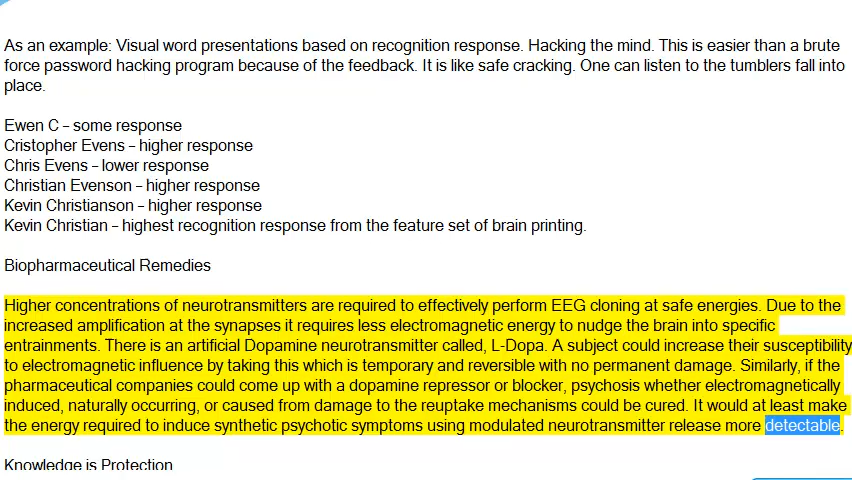 As an example: Visual word presentations based on recognition response. Hacking the mind. This is easier than a brute
force password hacking program because of the feedback. It is like safe cracking. One can listen to the tumblers fall into
place.
Ewen C – some response
Cristopher Evens – higher response
Chris Evens – lower response
Christian Evenson – higher response
Kevin Christianson – higher response
Kevin Christian – highest recognition response from the feature set of brain printing.
Biopharmaceutical Remedies
Higher concentrations of neurotransmitters are required to effectively perform EEG cloning at safe energies. Due to the
increased amplification at the synapses it requires less electromagnetic energy to nudge the brain into specific
entrainments. There is an artificial Dopamine neurotransmitter called, L-Dopa. A subject could increase their susceptibility
to electromagnetic influence by taking this which is temporary and reversible with no permanent damage. Similarly, if the
pharmaceutical companies could come up with a dopamine repressor or blocker, psychosis whether electromagnetically
induced, naturally occurring, or caused from damage to the reuptake mechanisms could be cured. It would at least make
the energy required to induce synthetic psychotic symptoms using modulated neurotransmitter release more detectable.
Knowledge is Protection